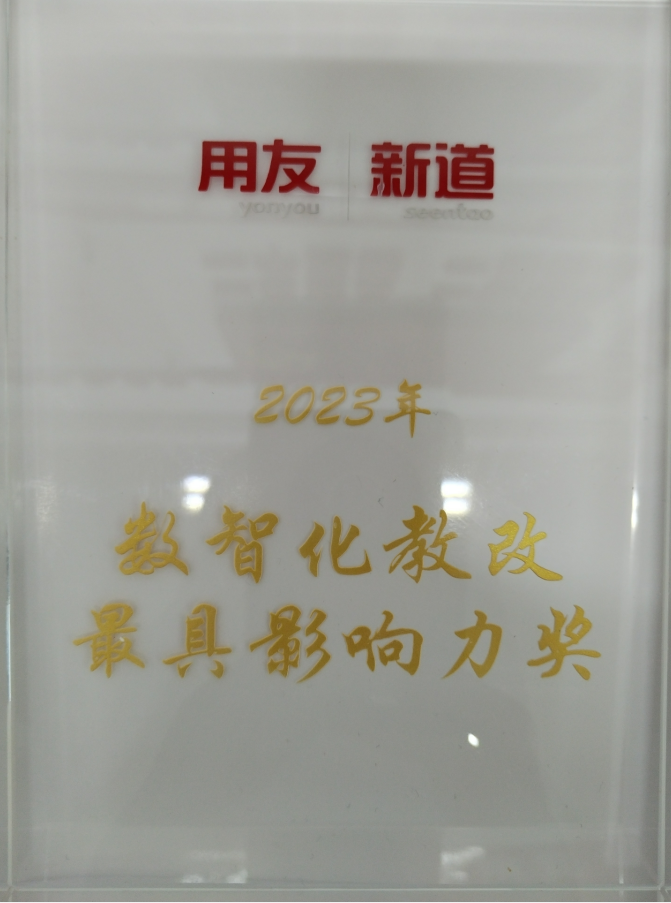 用友 新道
yonyou seentao
2023年
数智化教改
最具影响力奖